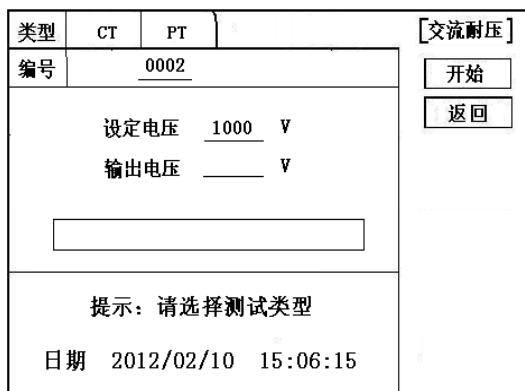 类型 CT PT
编号 0002
设定电压 1000 V
输出电压 V
提示：请选择测试类型
日期 2012/02/10 15:06:15
[交流耐压]
开始
返回